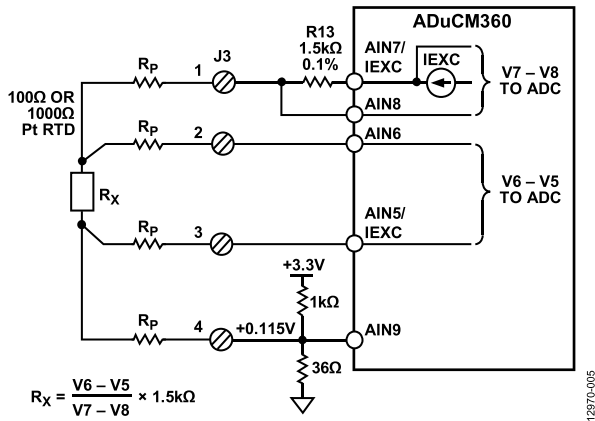 ADuCM360
R13
1.5kΩ
0.1%
AIN7/
IEXC
IEXC
V7 – V8
TO ADC
RP
1
J3
100Ω OR
1000Ω
Pt RTD
AIN8
RP
2
AIN6
RX
V6 – V5
TO ADC
RP
3
AIN5/
IEXC
+3.3V
1kΩ
RP
4
+0.115V
AIN9
36Ω
RX = V6 – V5 / V7 – V8 × 1.5kΩ
12970-005